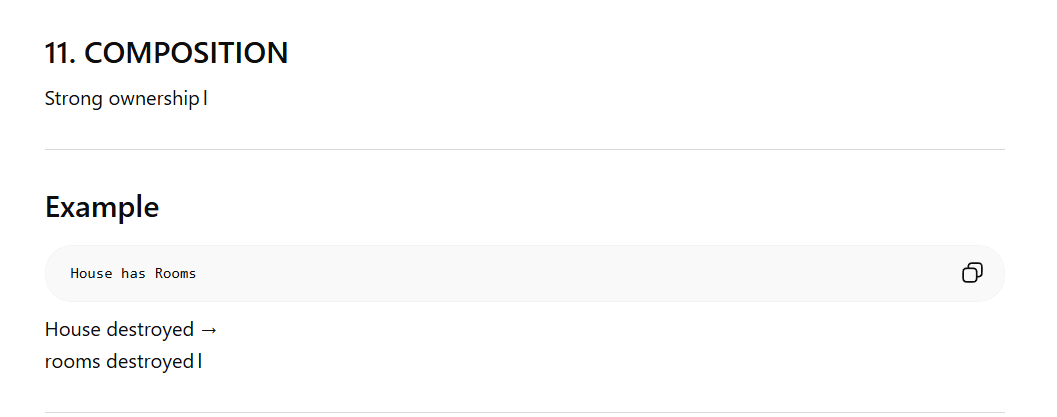 11. COMPOSITION
Strong ownership।
Example
House has Rooms
House destroyed →
rooms destroyed।